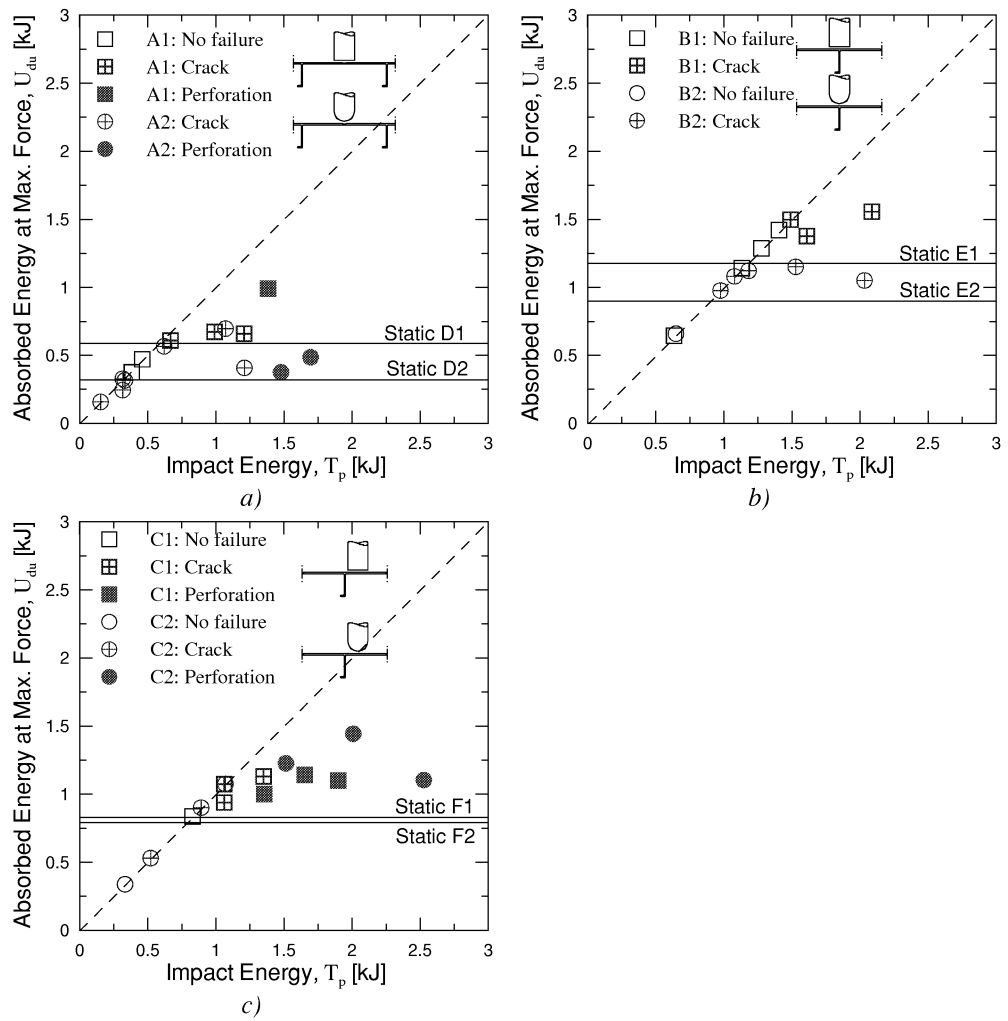 Absorbed Energy at Max. Force, U_du [kJ]
3
2.5
2
1.5
1
0.5
0
A1: No failure
A1: Crack
A1: Perforation
A2: Crack
A2: Perforation
Static D1
Static D2
0 0.5 1 1.5 2 2.5 3
Impact Energy, T_p [kJ]
a)
Absorbed Energy at Max. Force, U_du [kJ]
3
2.5
2
1.5
1
0.5
0
B1: No failure
B1: Crack
B2: No failure
B2: Crack
Static E1
Static E2
0 0.5 1 1.5 2 2.5 3
Impact Energy, T_p [kJ]
b)
Absorbed Energy at Max. Force, U_du [kJ]
3
2.5
2
1.5
1
0.5
0
C1: No failure
C1: Crack
C1: Perforation
C2: No failure
C2: Crack
C2: Perforation
Static F1
Static F2
0 0.5 1 1.5 2 2.5 3
Impact Energy, T_p [kJ]
c)